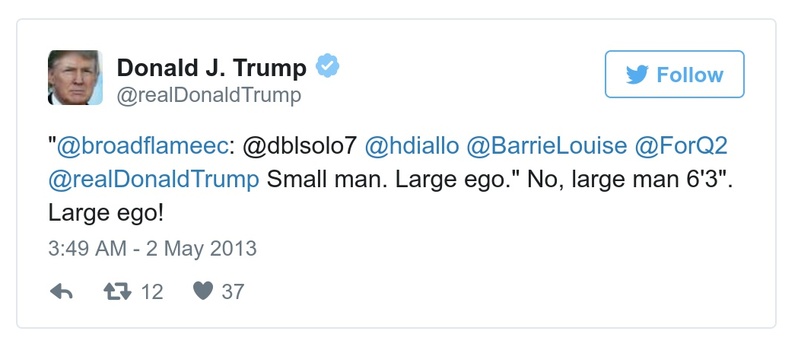 Donald J. Trump
@realDonaldTrump
Follow
"@broadflameec: @dblsolo7 @hdiallo @BarrieLouise @ForQ2
@realDonaldTrump Small man. Large ego." No, large man 6'3".
Large ego!
3:49 AM - 2 May 2013
12 37